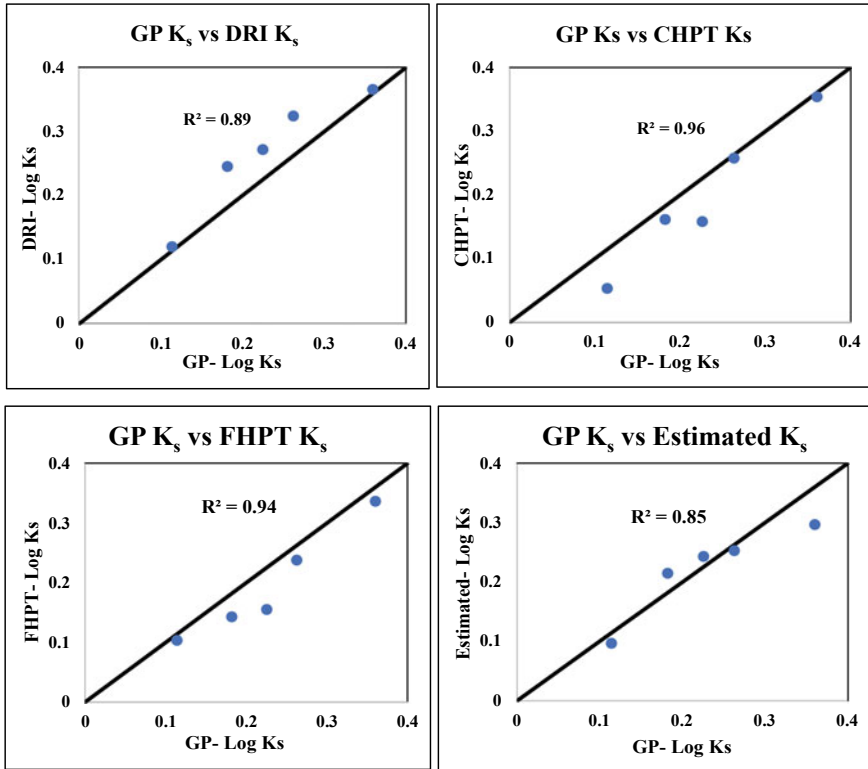 GP Kₛ vs DRI Kₛ
0.4
0.3
0.2
0.1
0
R² = 0.89
DRI- Log Ks
0 0.1 0.2 0.3 0.4
GP- Log Ks
GP Ks vs CHPT Ks
0.4
0.3
0.2
0.1
0
R² = 0.96
CHPT- Log Ks
0 0.1 0.2 0.3 0.4
GP- Log Ks
GP Kₛ vs FHPT Kₛ
0.4
0.3
0.2
0.1
0
R² = 0.94
FHPT- Log Ks
0 0.1 0.2 0.3 0.4
GP- Log Ks
GP Kₛ vs Estimated Kₛ
0.4
0.3
0.2
0.1
0
R² = 0.85
Estimated- Log Ks
0 0.1 0.2 0.3 0.4
GP- Log Ks